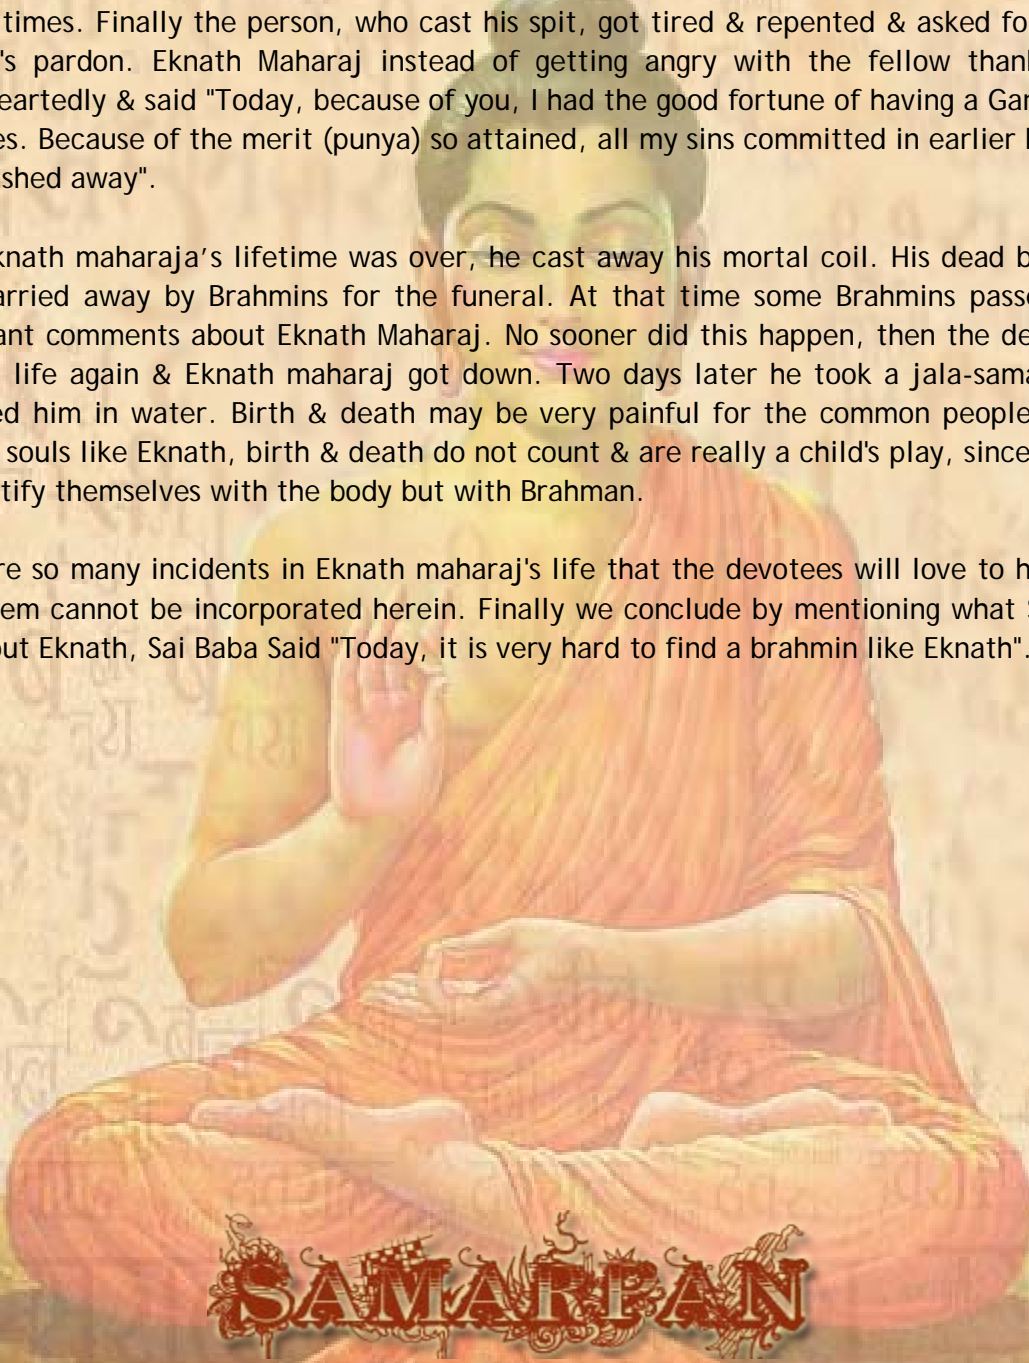 times. Finally the person, who cast his spit, got tired & repented & asked fo
's pardon. Eknath Maharaj instead of getting angry with the fellow thank
eartedly & said "Today, because of you, I had the good fortune of having a Gan
es. Because of the merit (punya) so attained, all my sins committed in earlier
shed away".
knath maharaja’s lifetime was over, he cast away his mortal coil. His dead b
arried away by Brahmins for the funeral. At that time some Brahmins passe
ant comments about Eknath Maharaj. No sooner did this happen, then the de
life again & Eknath maharaj got down. Two days later he took a jala-sama
ed him in water. Birth & death may be very painful for the common people
souls like Eknath, birth & death do not count & are really a child's play, since
tify themselves with the body but with Brahman.
re so many incidents in Eknath maharaj's life that the devotees will love to h
em cannot be incorporated herein. Finally we conclude by mentioning what S
out Eknath, Sai Baba Said "Today, it is very hard to find a brahmin like Eknath".
SAMARPAN